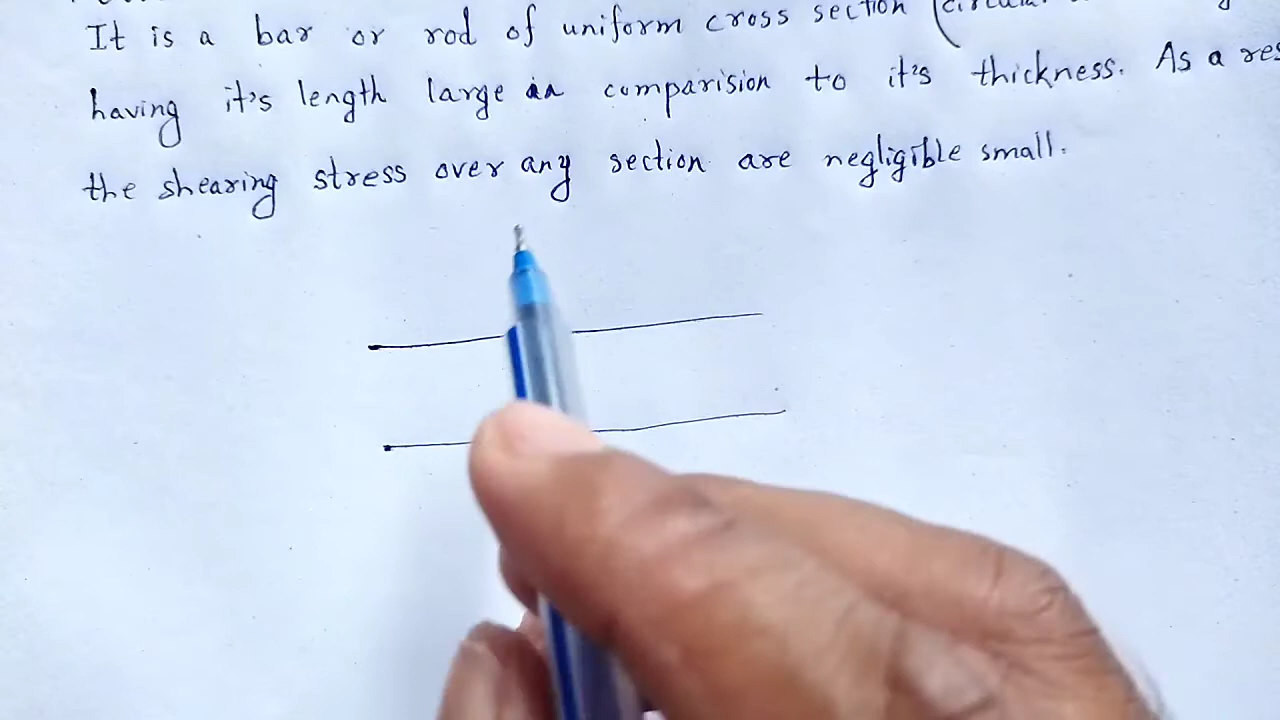 It is a bar or rod of uniform cross section
having it's length large in comparision to it's thickness. As a
the shearing stress over any section are negligible small.